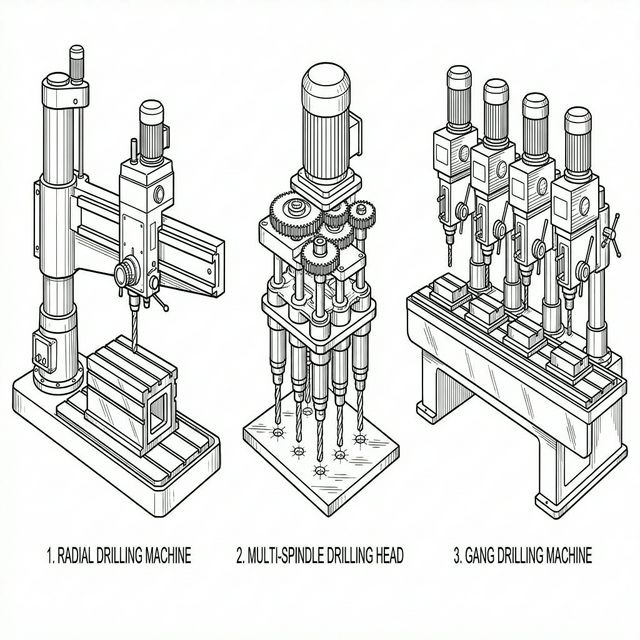 1. RADIAL DRILLING MACHINE
2. MULTI-SPINDLE DRILLING HEAD
3. GANG DRILLING MACHINE